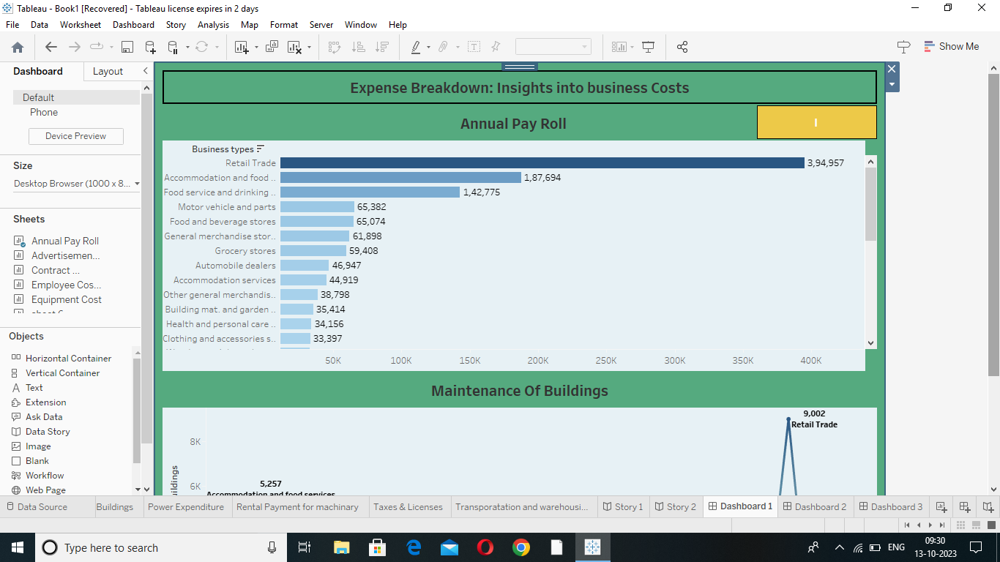 Tableau - Book1 [Recovered] - Tableau license expires in 2 days
File Data Worksheet Dashboard Story Analysis Map Format Server Window Help
Show Me
Dashboard Layout
Default
Phone
Device Preview
Size
Desktop Browser (1000 x 8...
Sheets
Annual Pay Roll
Advertisemen...
Contract ...
Employee Cos...
Equipment Cost
Objects
Horizontal Container
Vertical Container
Text
Extension
Ask Data
Data Story
Image
Blank
Workflow
Web Page
Expense Breakdown: Insights into business Costs
Annual Pay Roll
I
Business types
Retail Trade 3,94,957
Accommodation and food .. 1,87,694
Food service and drinking .. 1,42,775
Motor vehicle and parts 65,382
Food and beverage stores 65,074
General merchandise stor.. 61,898
Grocery stores 59,408
Automobile dealers 46,947
Accommodation services 44,919
Other general merchandis.. 38,798
Building mat. and garden .. 35,414
Health and personal care .. 34,156
Clothing and accessories s.. 33,397
50K 100K 150K 200K 250K 300K 350K 400K
Maintenance Of Buildings
9,002
Retail Trade
8K
5,257
6K
Accommodation and food services
uildings
Data Source Buildings Power Expenditure Rental Payment for machinary Taxes & Licenses Transporatation and warehousi... Story 1 Story 2 Dashboard 1 Dashboard 2 Dashboard 3
Type here to search
ENG
09:30
13-10-2023